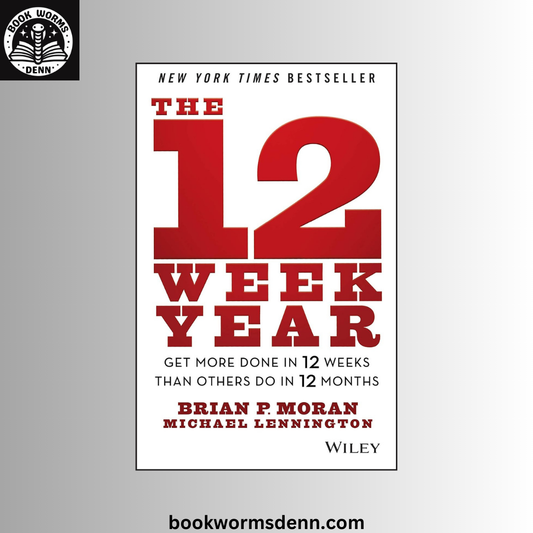 BOOK WORMS
DENN
NEW YORK TIMES BESTSELLER
THE
12
WEEK
YEAR
GET MORE DONE IN 12 WEEKS
THAN OTHERS DO IN 12 MONTHS
BRIAN P. MORAN
MICHAEL LENNINGTON
WILEY
bookwormsdenn.com